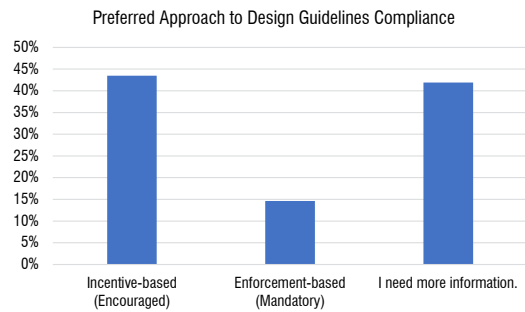 Preferred Approach to Design Guidelines Compliance
50%
45%
40%
35%
30%
25%
20%
15%
10%
5%
0%
Incentive-based
(Encouraged)
Enforcement-based
(Mandatory)
I need more information.